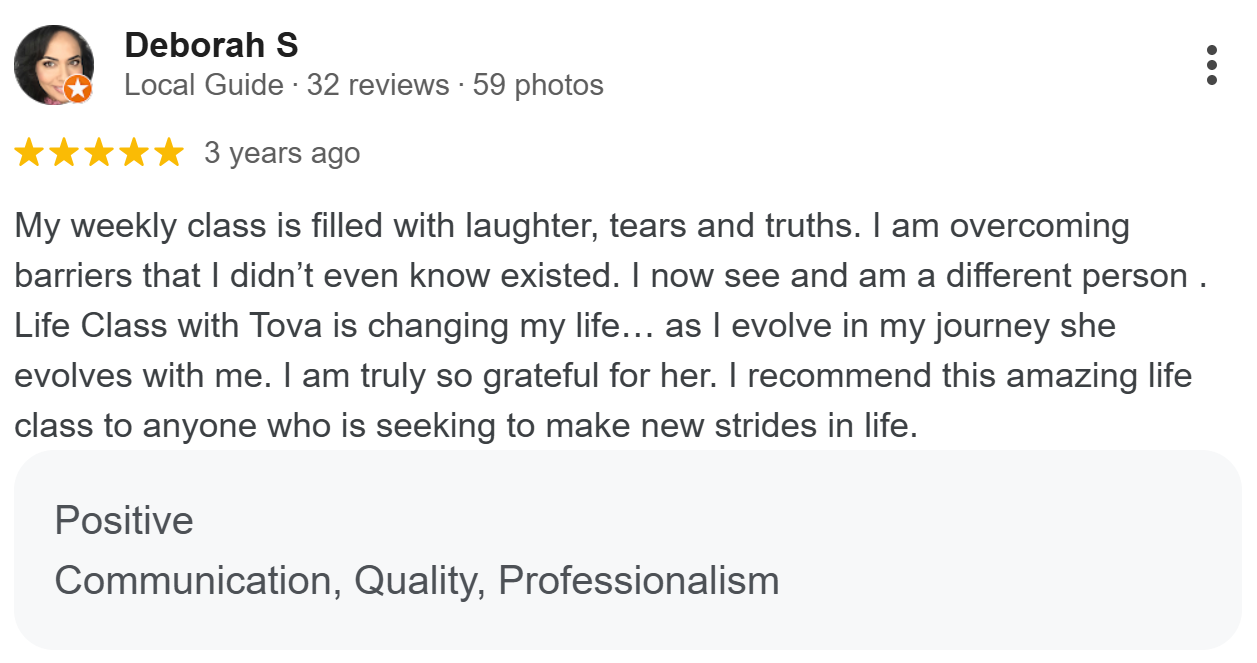 Deborah S
Local Guide · 32 reviews · 59 photos
3 years ago
My weekly class is filled with laughter, tears and truths. I am overcoming
barriers that I didn’t even know existed. I now see and am a different person .
Life Class with Tova is changing my life… as I evolve in my journey she
evolves with me. I am truly so grateful for her. I recommend this amazing life
class to anyone who is seeking to make new strides in life.
Positive
Communication, Quality, Professionalism